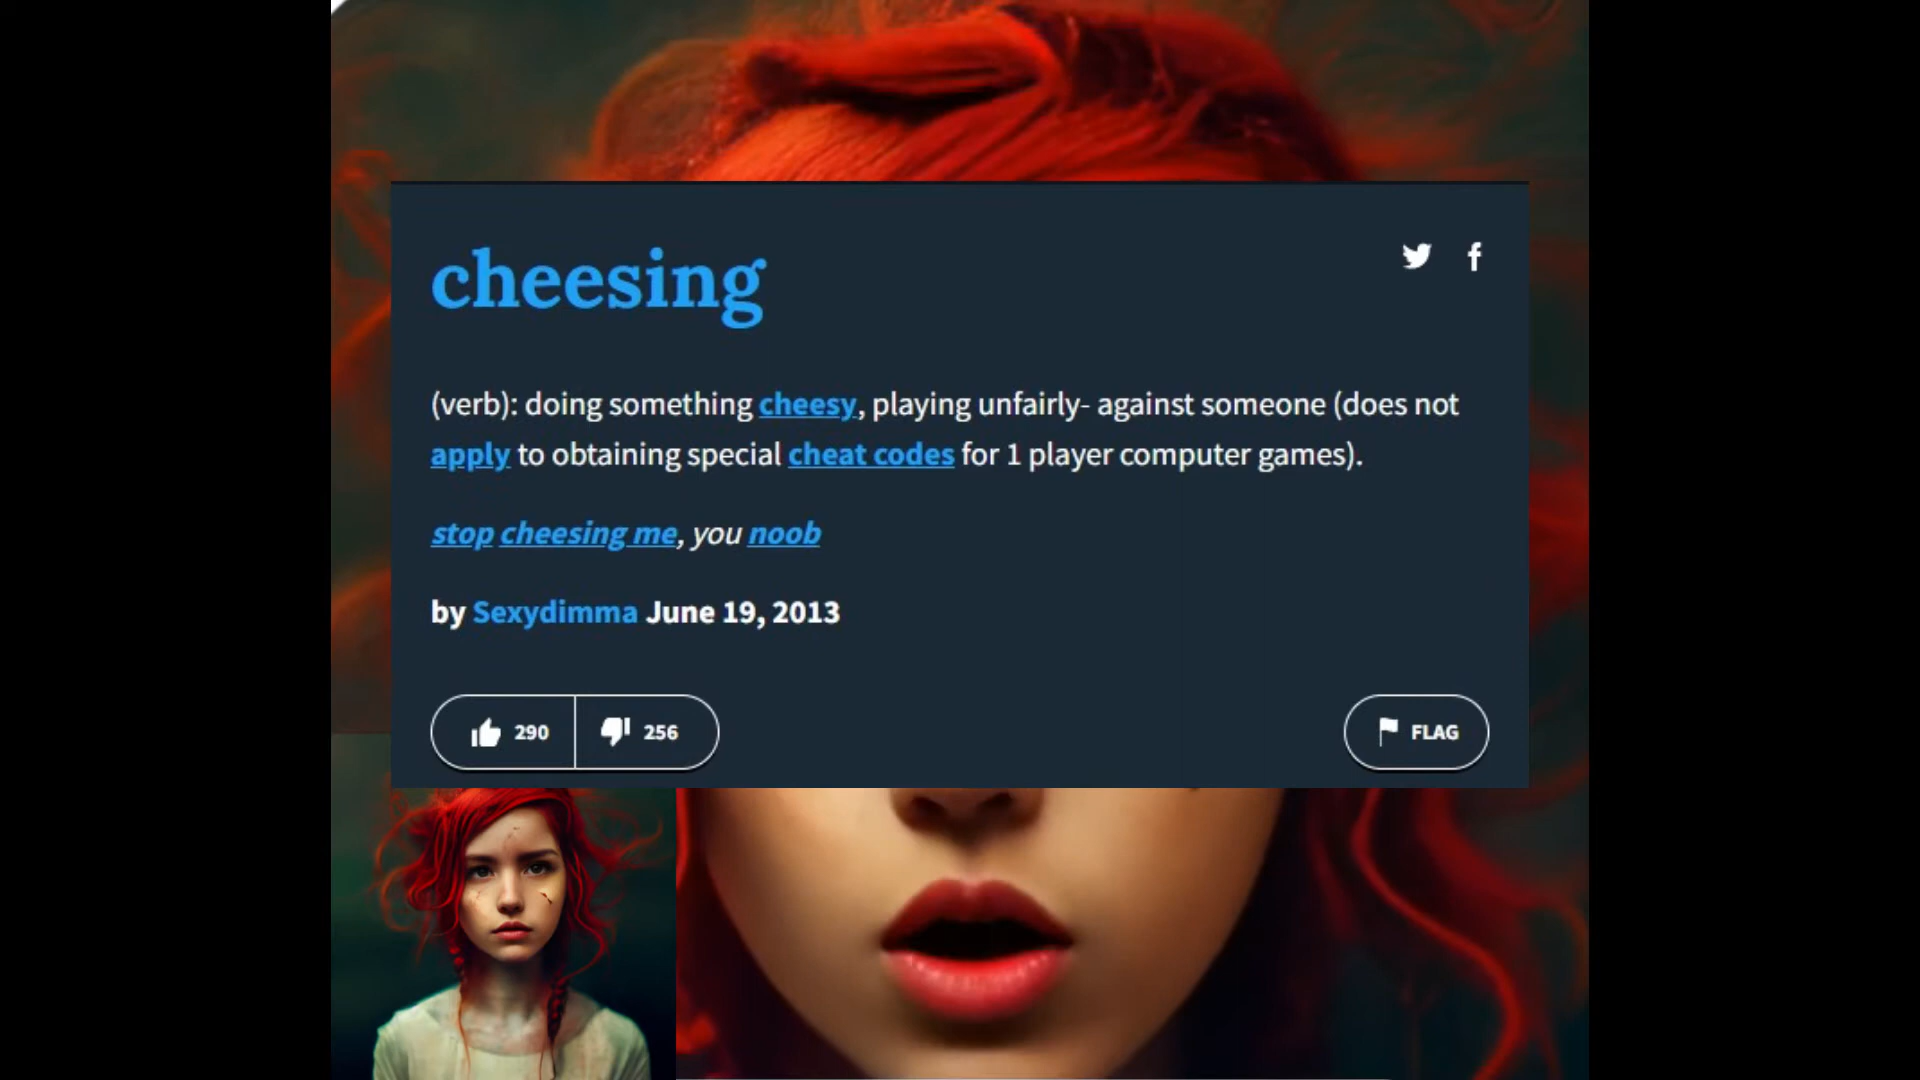 cheesing
(verb): doing something cheesy, playing unfairly- against someone (does not
apply to obtaining special cheat codes for 1 player computer games).
stop cheesing me, you noob
by Sexydimma June 19, 2013
290 256 FLAG